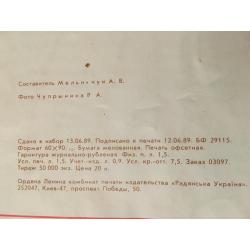 Составитель Мельничук А. В.
Фото Чупрынина Р. А.
Сдано в набор 13.06.89. Подписано к печати 12.06.89. БФ 29115.
Формат 60×90 Бумага мелованная. Печать офсетная.
Гарнитура журнально-рубленая. Физ. п. л. 1,5.
Усл. печ. л. 1,5. Уч.-изд. л. 0,9. Усл. кр.-отт. 7,5. Заказ 03097.
Тираж 50 000 экз. Цена 20 к.
Ордена Ленина комбинат печати издательства «Радянська Україна».
252047, Киев-47, проспект Победы, 50.